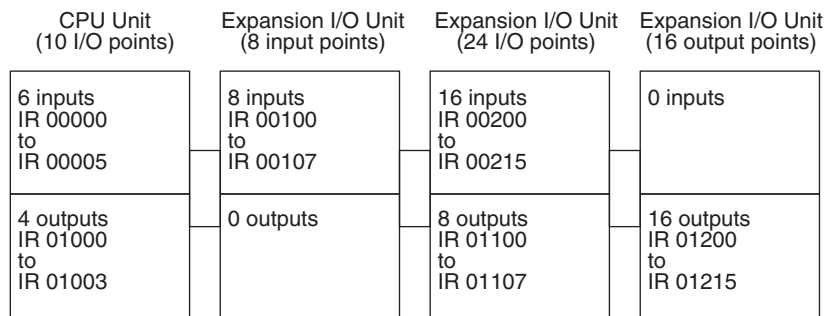 CPU Unit
(10 I/O points)
Expansion I/O Unit
(8 input points)
Expansion I/O Unit
(24 I/O points)
Expansion I/O Unit
(16 output points)
6 inputs
IR 00000
to
IR 00005
8 inputs
IR 00100
to
IR 00107
16 inputs
IR 00200
to
IR 00215
0 inputs
4 outputs
IR 01000
to
IR 01003
0 outputs
8 outputs
IR 01100
to
IR 01107
16 outputs
IR 01200
to
IR 01215